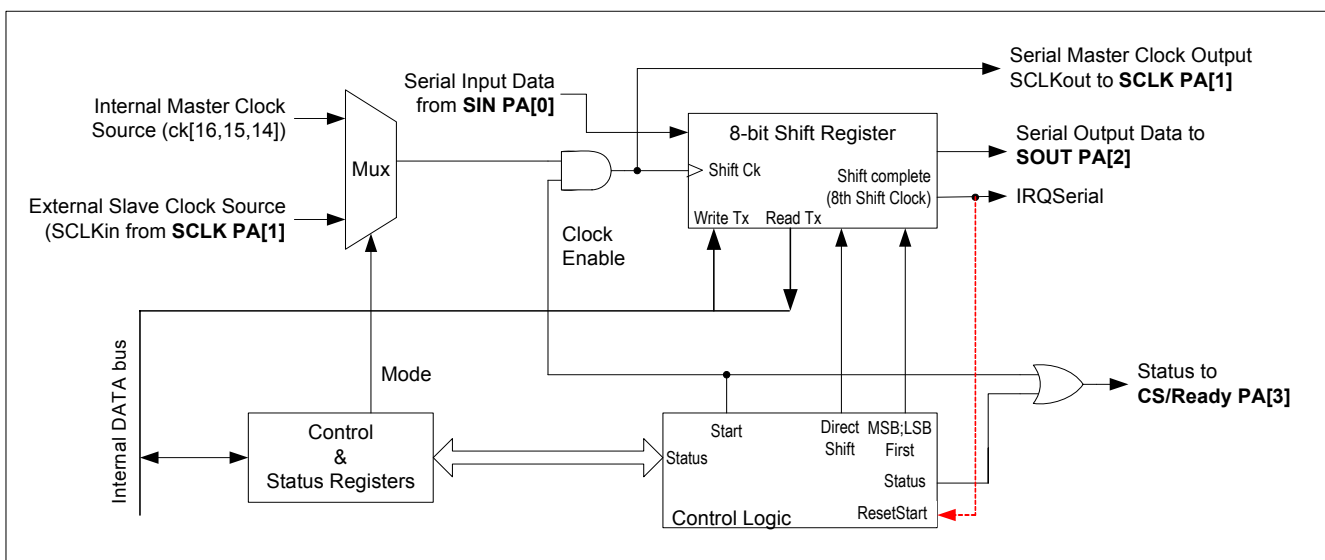 Serial Master Clock Output
SCLKout to SCLK PA[1]
Serial Input Data
from SIN PA[0]
Internal Master Clock
Source (ck[16,15,14])
8-bit Shift Register
Serial Output Data to
SOUT PA[2]
Mux
Shift Ck
Shift complete
(8th Shift Clock)
IRQSerial
External Slave Clock Source
(SCLKin from SCLK PA[1]
Write Tx
Read Tx
Clock
Enable
Internal DATA bus
Mode
Status to
CS/Ready PA[3]
Control
&
Status Registers
Start
Direct
Shift
MSB;LSB
First
Status
Status
ResetStart
Control Logic